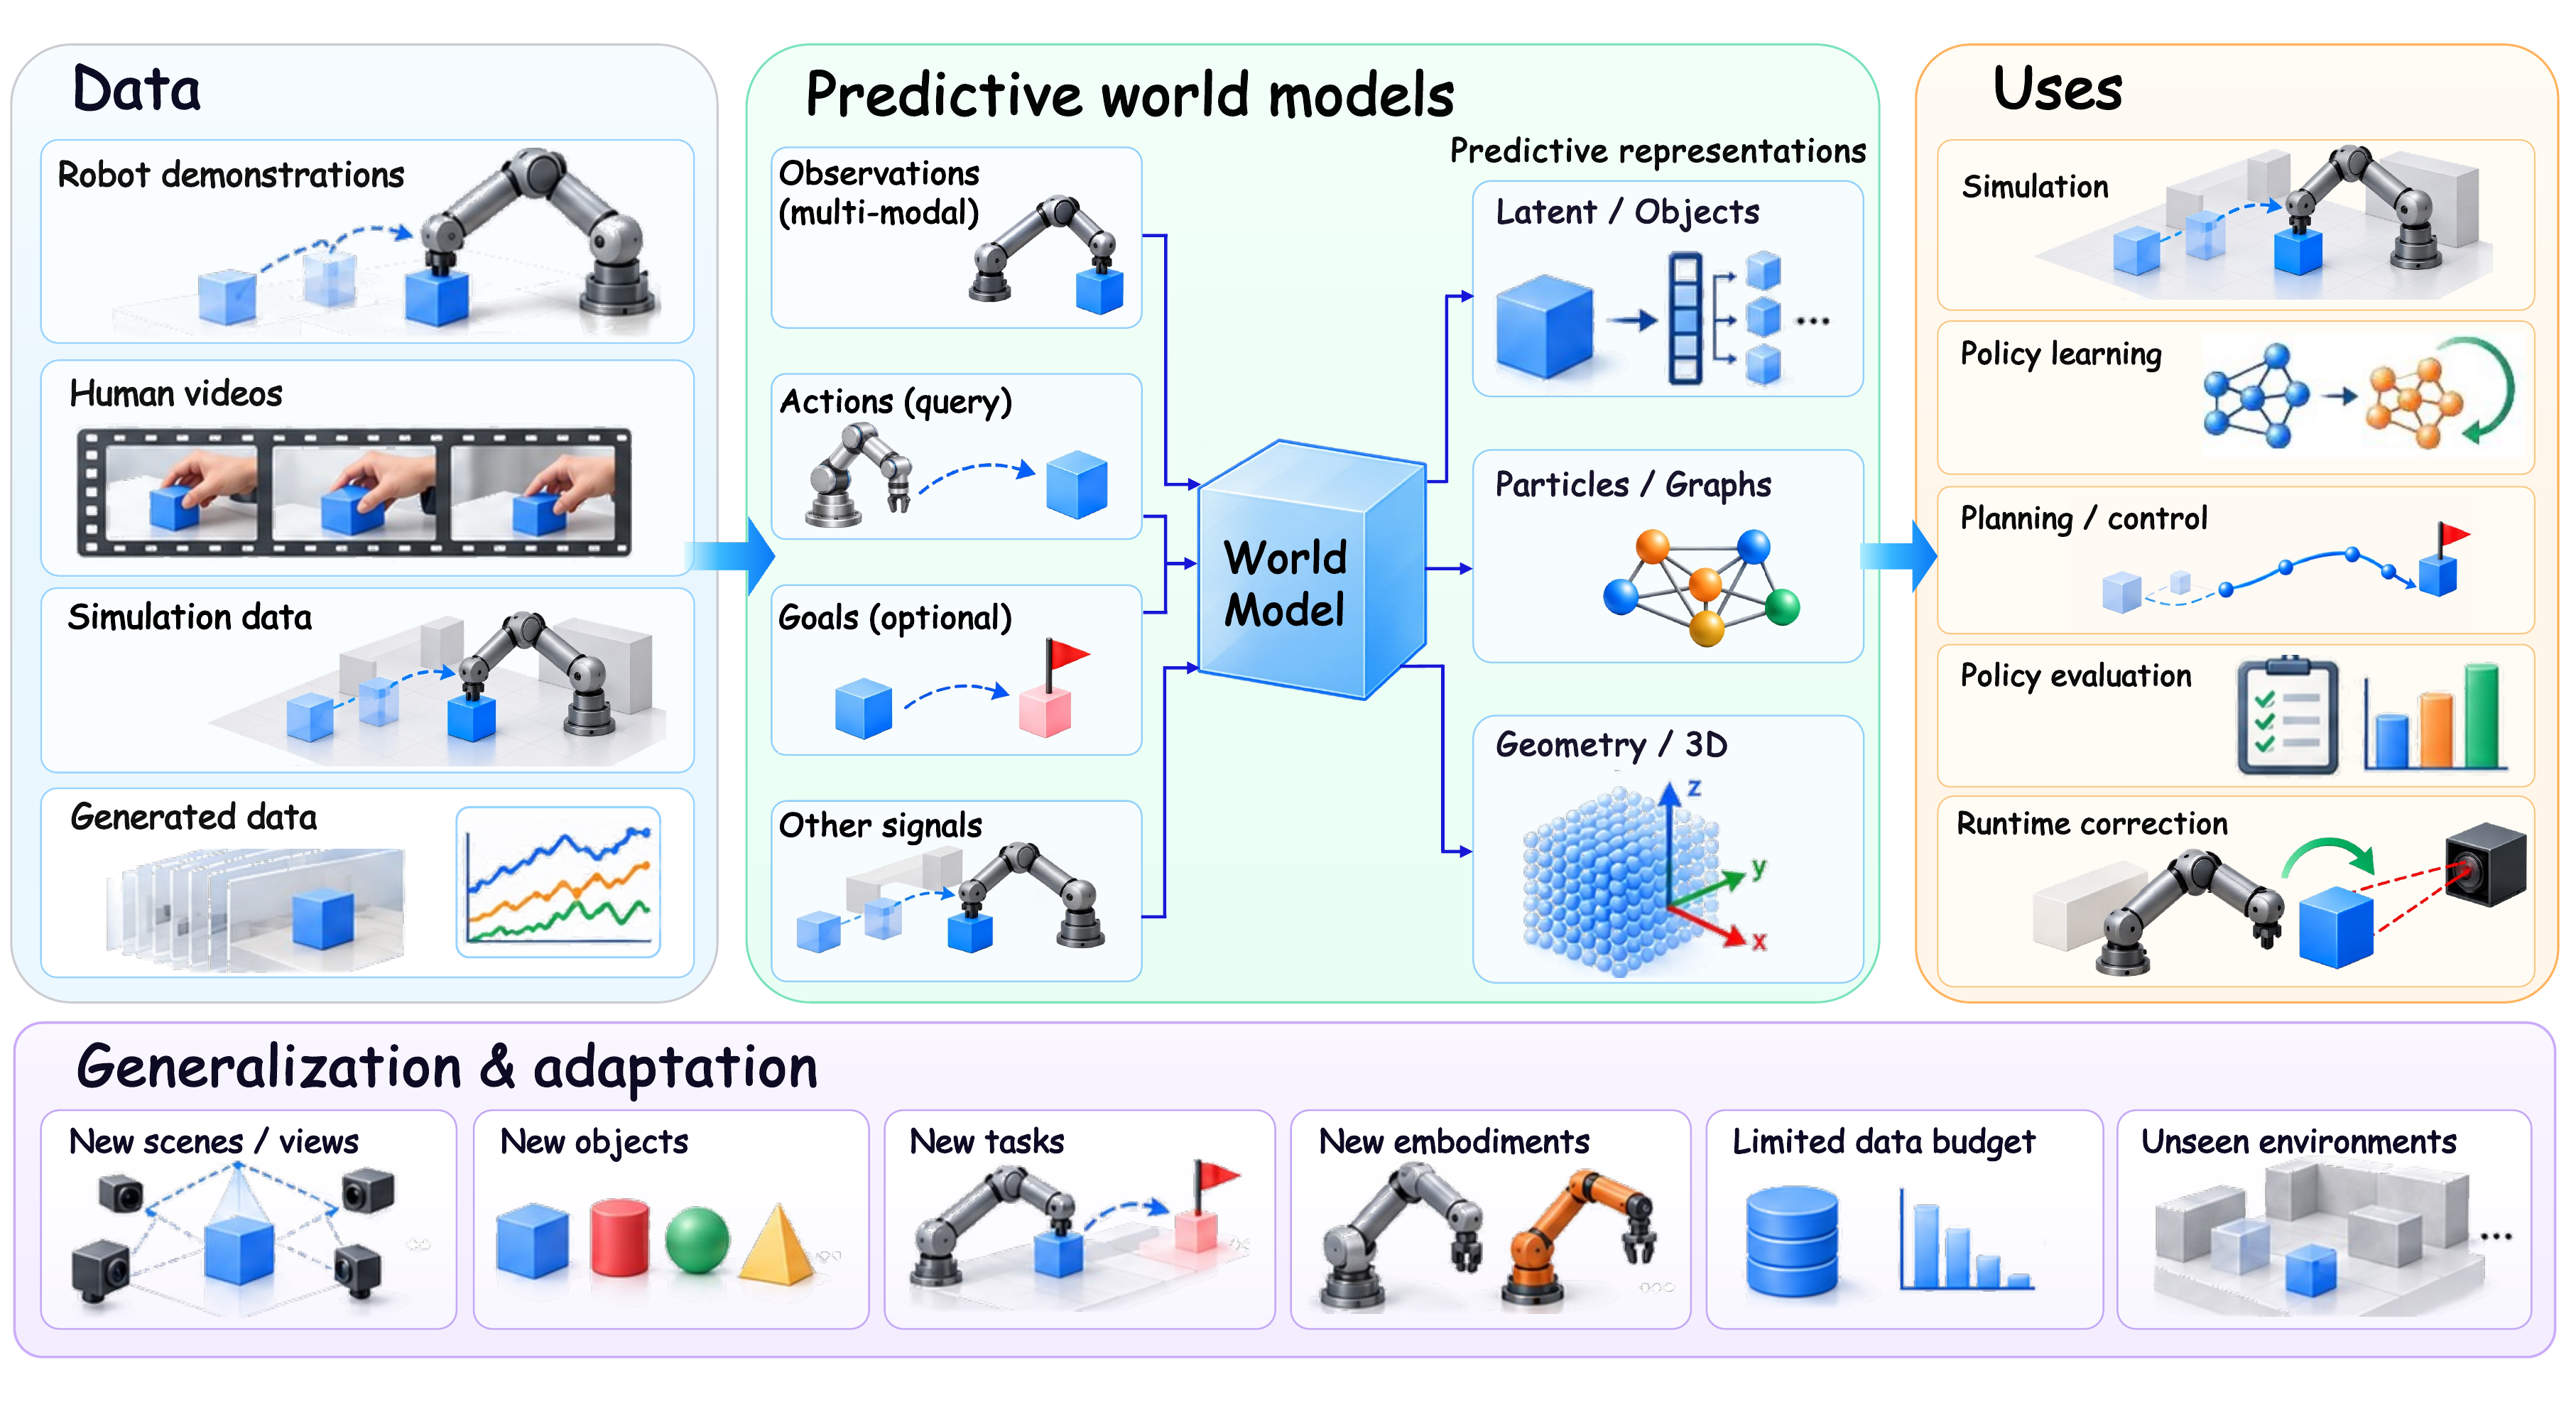 Data
Robot demonstrations
Human videos
Simulation data
Generated data
Predictive world models
Observations
(multi-modal)
Actions (query)
Goals (optional)
Other signals
World
Model
Predictive representations
Latent / Objects
Particles / Graphs
Geometry / 3D
z
y
x
Uses
Simulation
Policy learning
Planning / control
Policy evaluation
Runtime correction
Generalization & adaptation
New scenes / views
New objects
New tasks
New embodiments
Limited data budget
Unseen environments